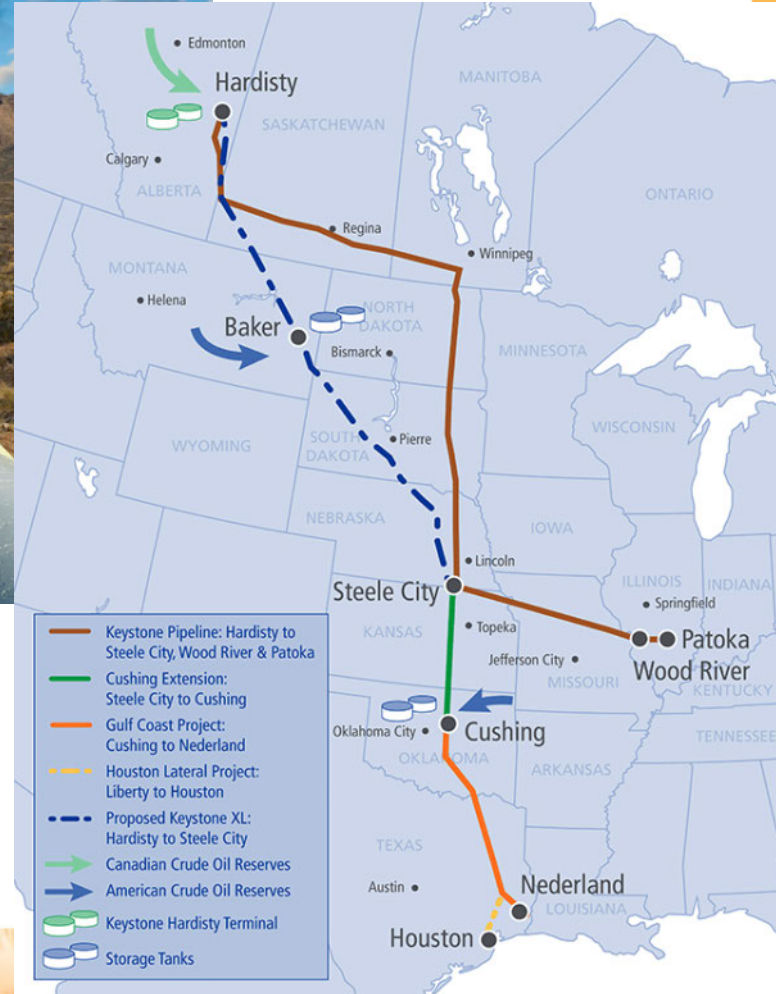 Edmonton
Hardisty
MANITOBA
SASKATCHEWAN
Calgary
ALBERTA
ONTARIO
Regina
Winnipeg
MONTANA
Helena
NORTH
DAKOTA
Baker
Bismarck
MINNESOTA
WISCONSIN
WYOMING
SOUTH
DAKOTA
Pierre
NEBRASKA
IOWA
Lincoln
Steele City
ILLINOIS
INDIANA
Springfield
KANSAS
Topeka
Patoka
Jefferson City
Wood River
MISSOURI
KENTUCKY
Oklahoma City
Cushing
TENNESSEE
OKLAHOMA
ARKANSAS
TEXAS
Austin
Nederland
LOUISIANA
Houston
Keystone Pipeline: Hardisty to
Steele City, Wood River & Patoka
Cushing Extension:
Steele City to Cushing
Gulf Coast Project:
Cushing to Nederland
Houston Lateral Project:
Liberty to Houston
Proposed Keystone XL:
Hardisty to Steele City
Canadian Crude Oil Reserves
American Crude Oil Reserves
Keystone Hardisty Terminal
Storage Tanks